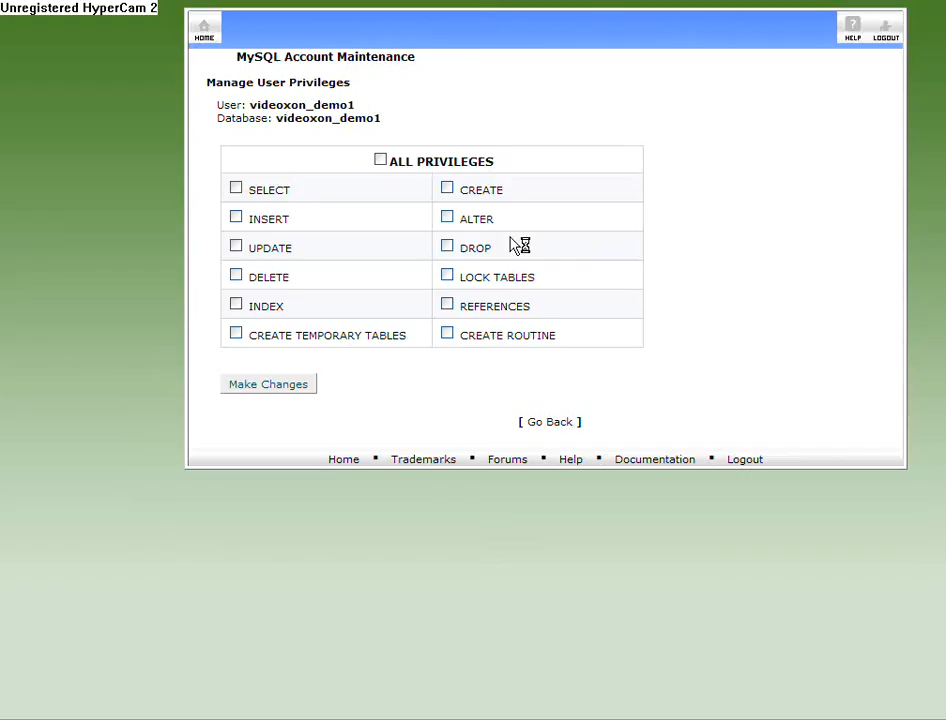 Unregistered HyperCam 2
HOME
HELP LOGOUT
MySQL Account Maintenance
Manage User Privileges
User: videoxon_demo1
Database: videoxon_demo1
ALL PRIVILEGES
SELECT CREATE
INSERT ALTER
UPDATE DROP
DELETE LOCK TABLES
INDEX REFERENCES
CREATE TEMPORARY TABLES CREATE ROUTINE
Make Changes
[ Go Back ]
Home ▪ Trademarks ▪ Forums ▪ Help ▪ Documentation ▪ Logout